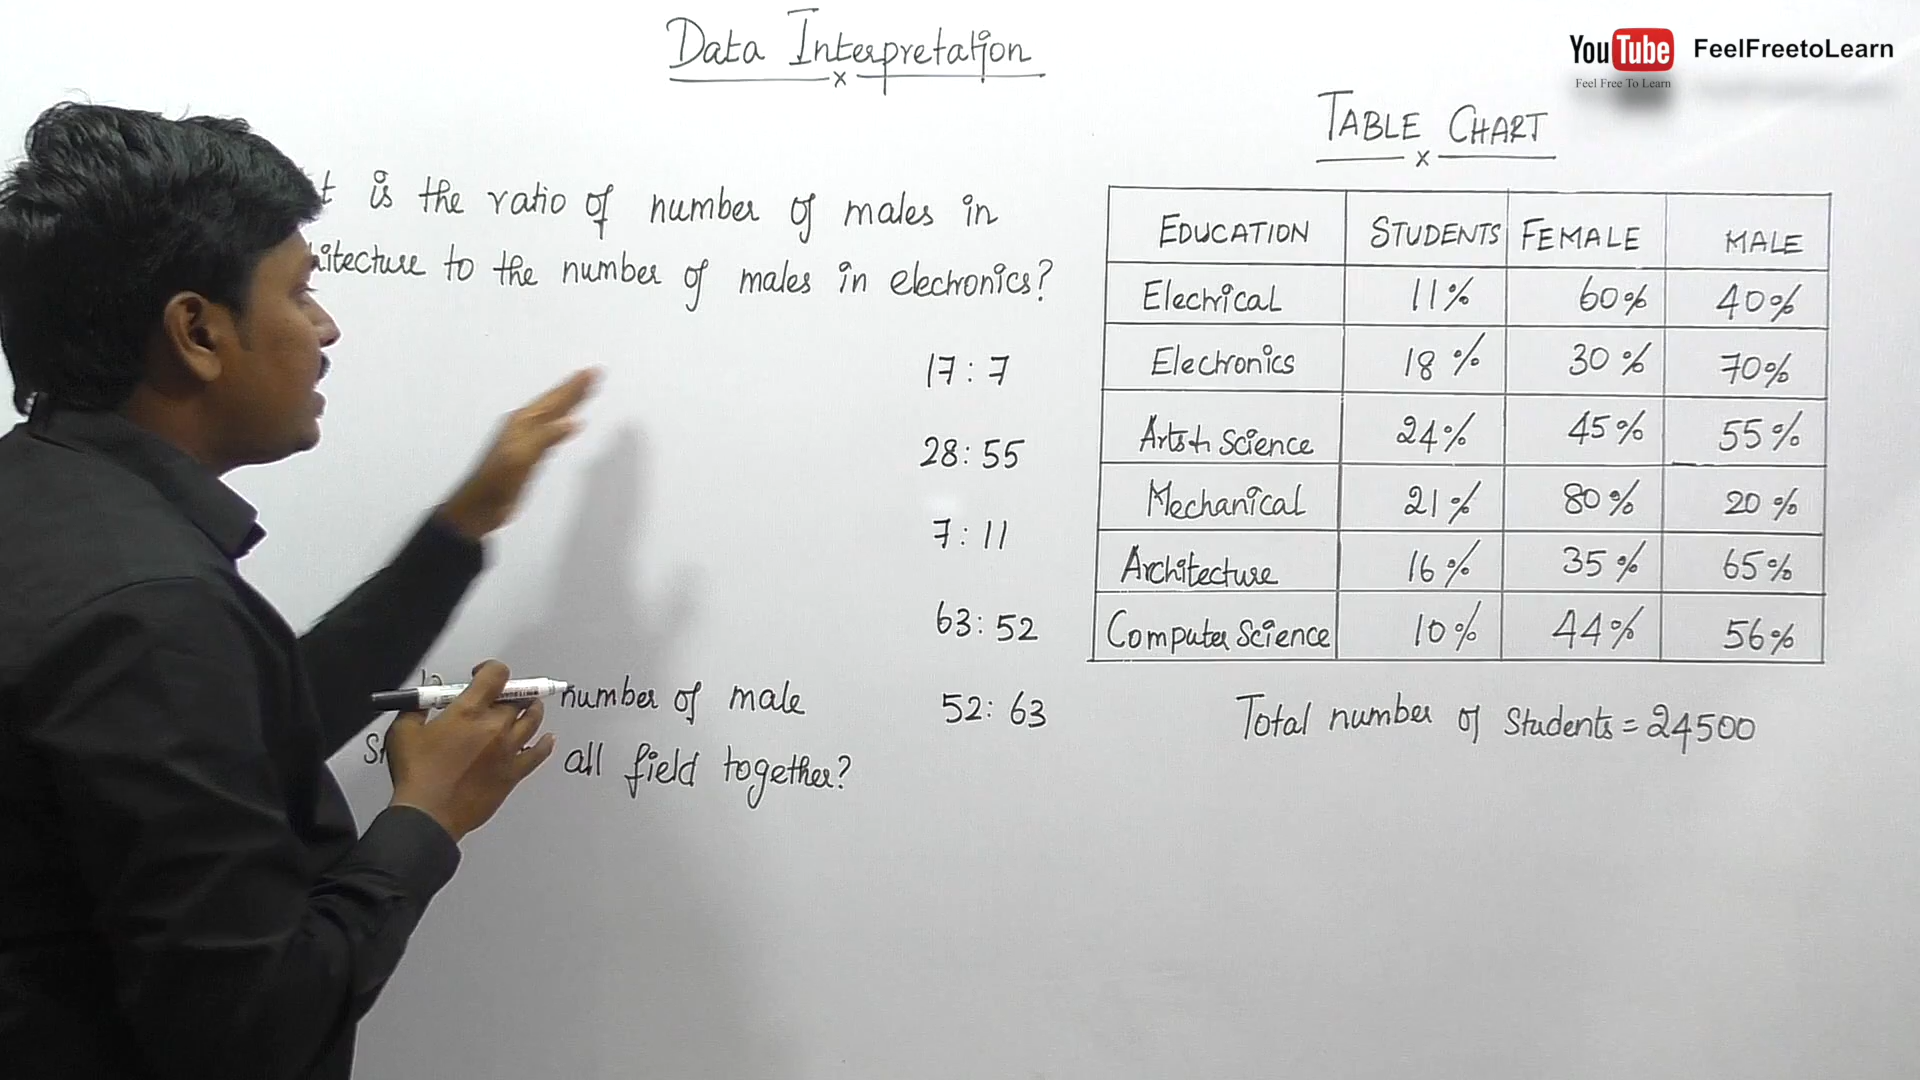 Data Interpretation
x
YouTube FeelFreetoLearn
Feel Free To Learn
TABLE CHART
x
is the ratio of number of males in
to the number of males in electronics?
17 : 7
28 : 55
7 : 11
63 : 52
52 : 63
number of male
all field together?
EDUCATION STUDENTS FEMALE MALE
Electrical 11% 60% 40%
Electronics 18% 30% 70%
Arts & Science 24% 45% 55%
Mechanical 21% 80% 20%
Architecture 16% 35% 65%
Computer Science 10% 44% 56%
Total number of Students = 24500